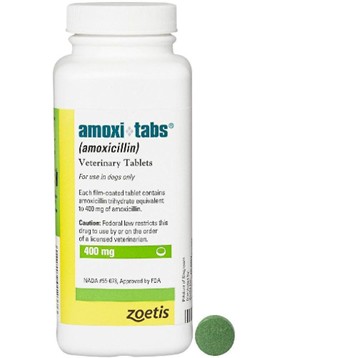 amoxi-tabs®
(amoxicillin)
Veterinary Tablets
For use in dogs only
Each film-coated tablet contains
amoxicillin trihydrate equivalent
to 400 mg of amoxicillin.
Caution: Federal law restricts this
drug to use by or on the order
of a licensed veterinarian.
400 mg
Approved by FDA
zoetis